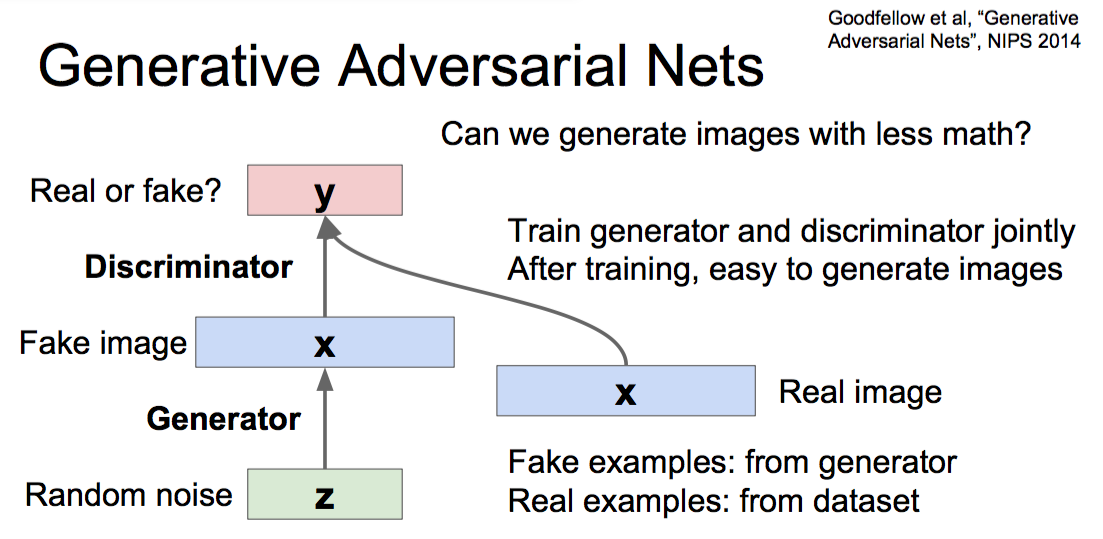 Goodfellow et al, “Generative
Adversarial Nets”, NIPS 2014
Generative Adversarial Nets
Can we generate images with less math?
Real or fake?
y
Train generator and discriminator jointly
After training, easy to generate images
Discriminator
Fake image
x
x
Real image
Generator
Fake examples: from generator
Real examples: from dataset
Random noise
z